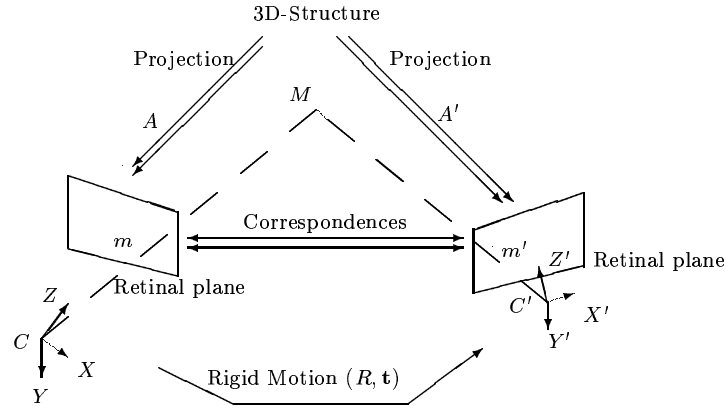 3D-Structure
Projection
Projection
M
A
A′
Correspondences
m
m′
Z′
Retinal plane
Retinal plane
Z
C′
X′
C
Y′
X
Rigid Motion (R, t)
Y